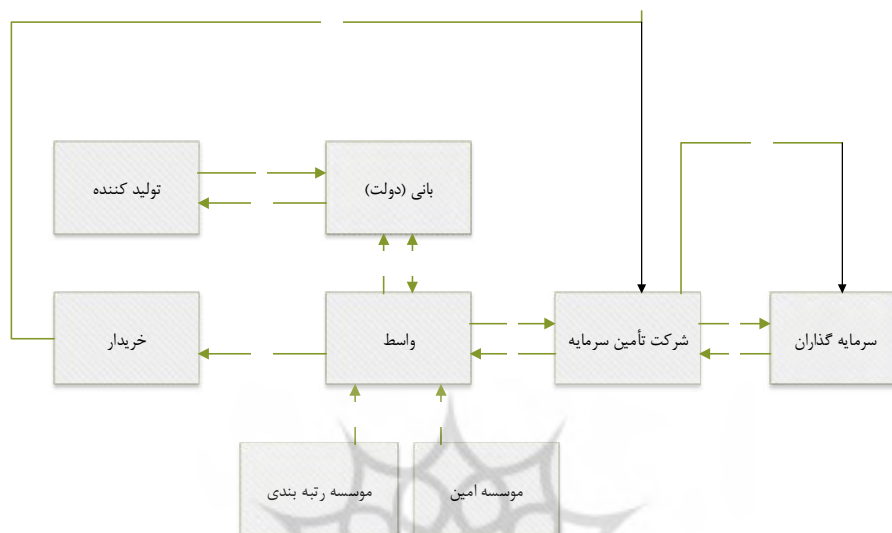 تولید کننده
بانی (دولت)
خریدار
واسط
شرکت تأمین سرمایه
سرمایه گذاران
موسسه رتبه بندی
موسسه امین